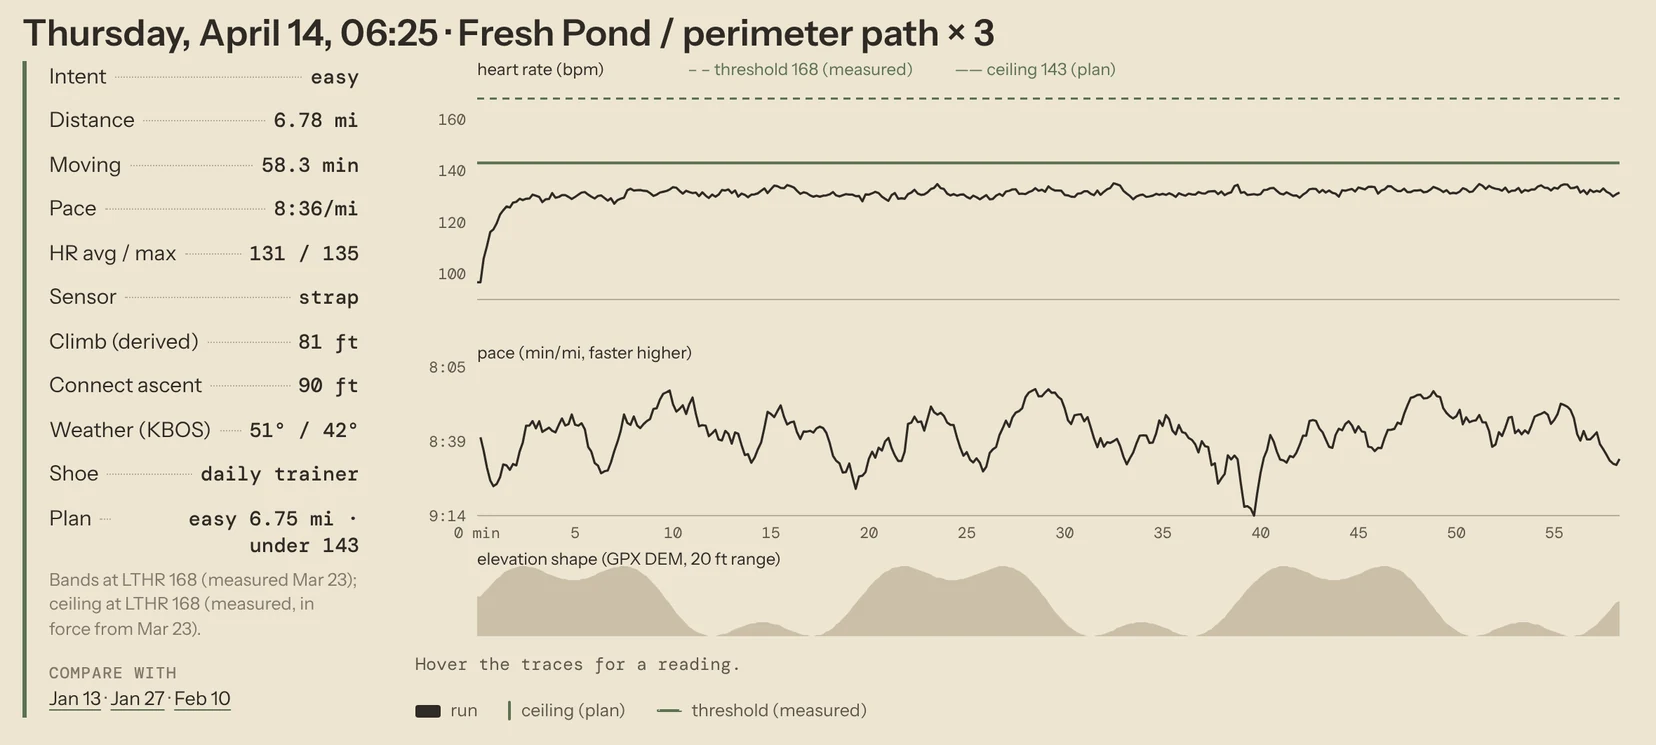 Thursday, April 14, 06:25 · Fresh Pond / perimeter path × 3
Intent easy
Distance 6.78 mi
Moving 58.3 min
Pace 8:36/mi
HR avg / max 131 / 135
Sensor strap
Climb (derived) 81 ft
Connect ascent 90 ft
Weather (KBOS) 51° / 42°
Shoe daily trainer
Plan easy 6.75 mi ·
under 143
Bands at LTHR 168 (measured Mar 23);
ceiling at LTHR 168 (measured, in
force from Mar 23).
COMPARE WITH
Jan 13 · Jan 27 · Feb 10
heart rate (bpm) – – threshold 168 (measured) —— ceiling 143 (plan)
160
140
120
100
pace (min/mi, faster higher)
8:05
8:39
9:14
0 min 5 10 15 20 25 30 35 40 45 50 55
elevation shape (GPX DEM, 20 ft range)
Hover the traces for a reading.
run ceiling (plan) threshold (measured)